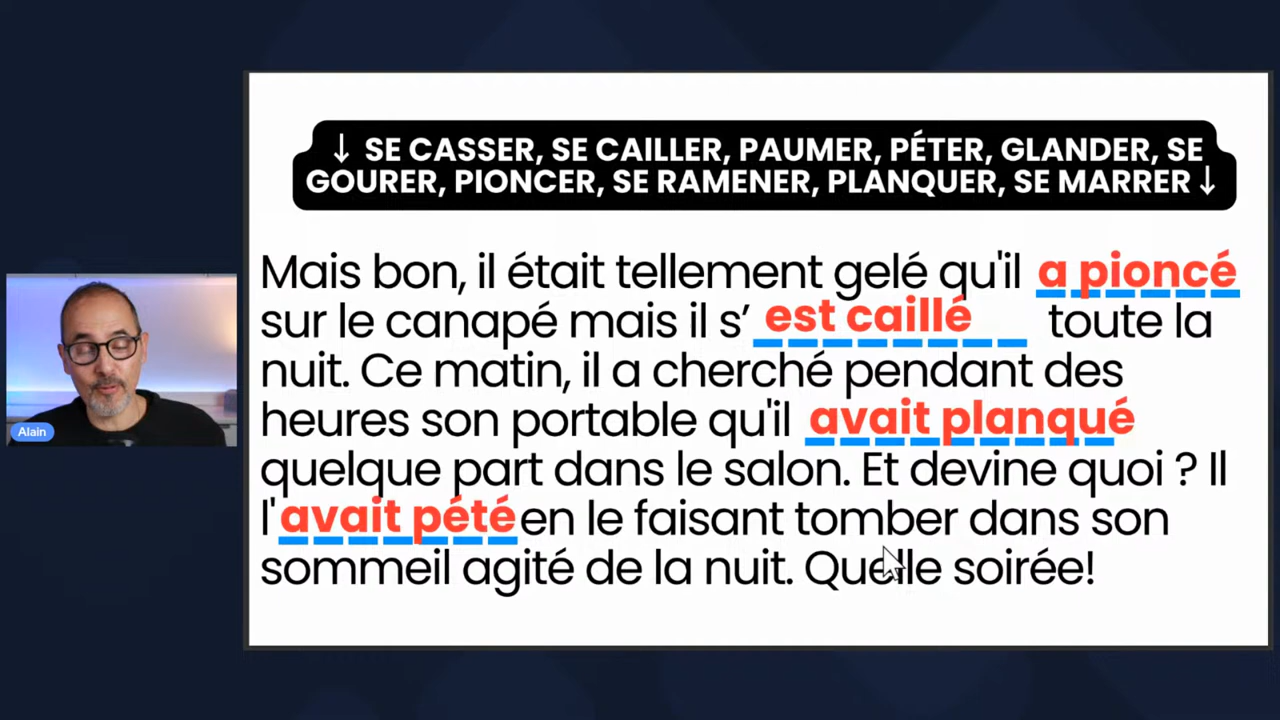 ↓ SE CASSER, SE CAILLER, PAUMER, PÉTER, GLANDER, SE
GOURER, PIONCER, SE RAMENER, PLANQUER, SE MARRER↓
Mais bon, il était tellement gelé qu'il a pioncé
sur le canapé mais il s’ est caillé toute la
nuit. Ce matin, il a cherché pendant des
heures son portable qu'il avait planqué
quelque part dans le salon. Et devine quoi ? Il
l'avait pété en le faisant tomber dans son
sommeil agité de la nuit. Quelle soirée!
Alain